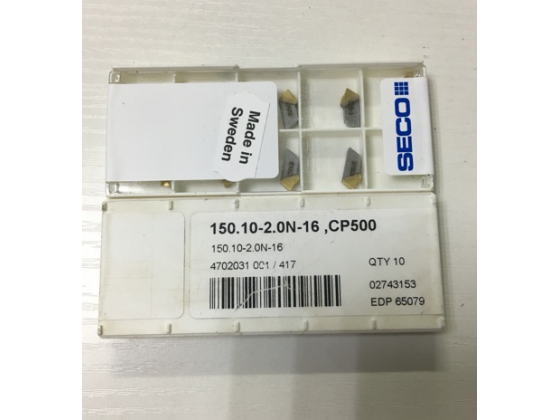 Made in
Sweden
SECO
150.10-2.0N-16 ,CP500
150.10-2.0N-16
4702031 001 / 417
QTY 10
02743153
EDP 65079